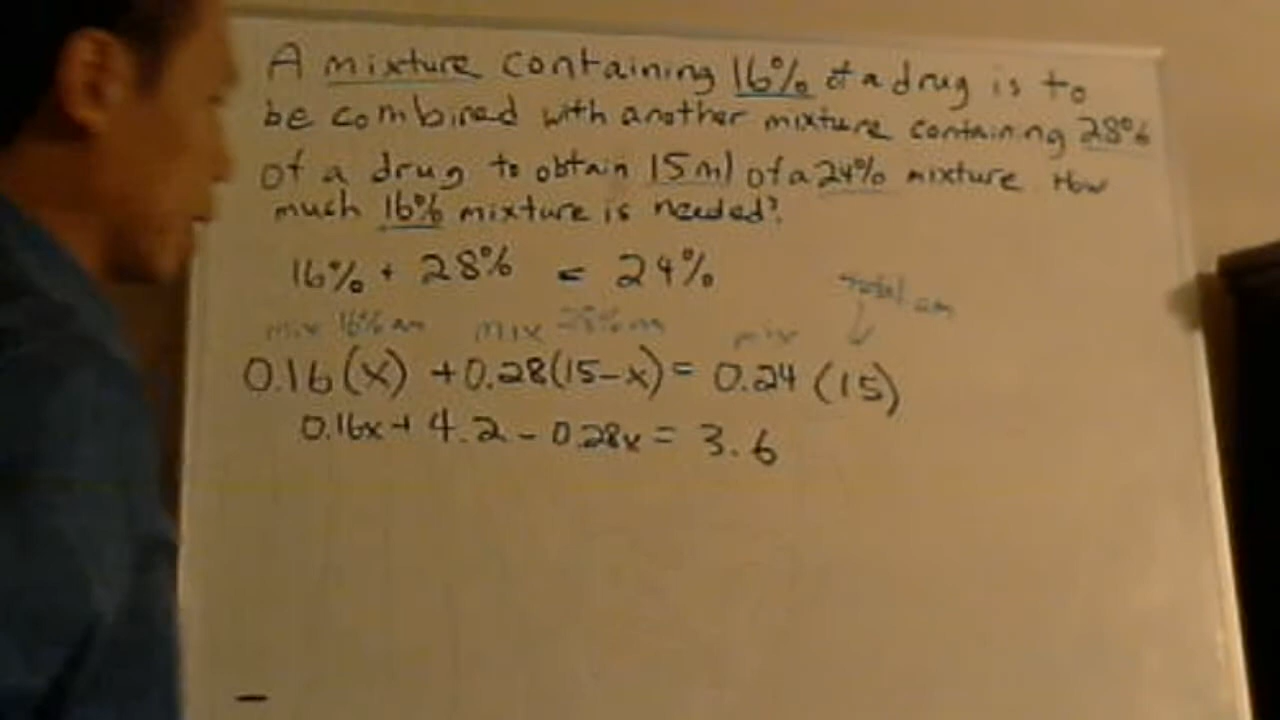 A mixture containing 16% of a drug is to
be combined with another mixture containing 28%
of a drug to obtain 15 ml of a 24% mixture How
much 16% mixture is needed?
16% + 28% = 24%
total am
mix 16% am mix 28% am mix
0.16(x) + 0.28(15-x) = 0.24 (15)
0.16x + 4.2 - 0.28x = 3.6